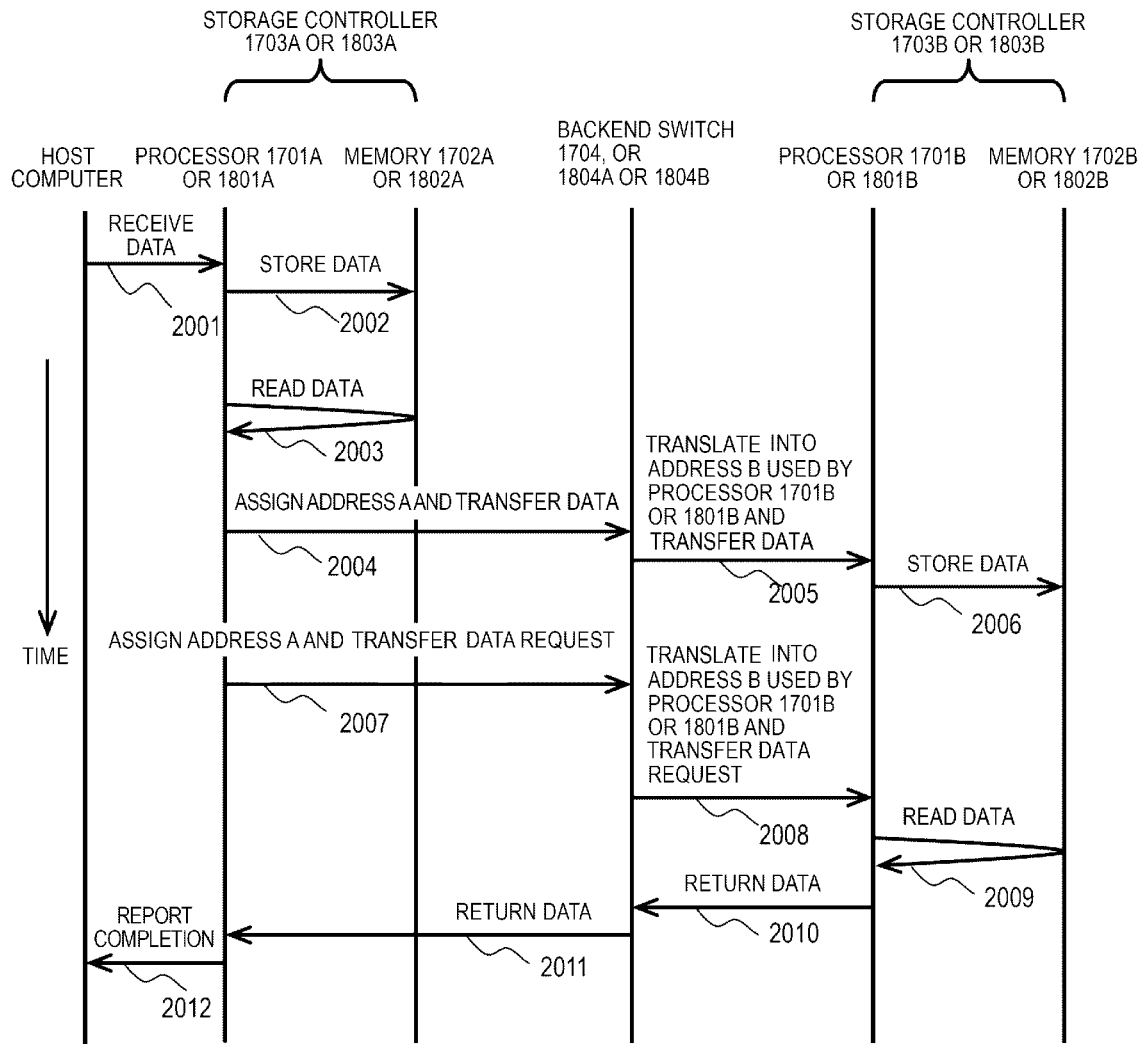 STORAGE CONTROLLER
1703A OR 1803A
STORAGE CONTROLLER
1703B OR 1803B
HOST
COMPUTER
PROCESSOR 1701A
OR 1801A
MEMORY 1702A
OR 1802A
BACKEND SWITCH
1704, OR
1804A OR 1804B
PROCESSOR 1701B
OR 1801B
MEMORY 1702B
OR 1802B
RECEIVE
DATA
2001
STORE DATA
2002
READ DATA
2003
ASSIGN ADDRESS A AND TRANSFER DATA
2004
TRANSLATE INTO
ADDRESS B USED BY
PROCESSOR 1701B
OR 1801B AND
TRANSFER DATA
2005
STORE DATA
2006
TIME
ASSIGN ADDRESS A AND TRANSFER DATA REQUEST
2007
TRANSLATE INTO
ADDRESS B USED BY
PROCESSOR 1701B
OR 1801B AND
TRANSFER DATA
REQUEST
2008
READ DATA
2009
RETURN DATA
2010
RETURN DATA
2011
REPORT
COMPLETION
2012